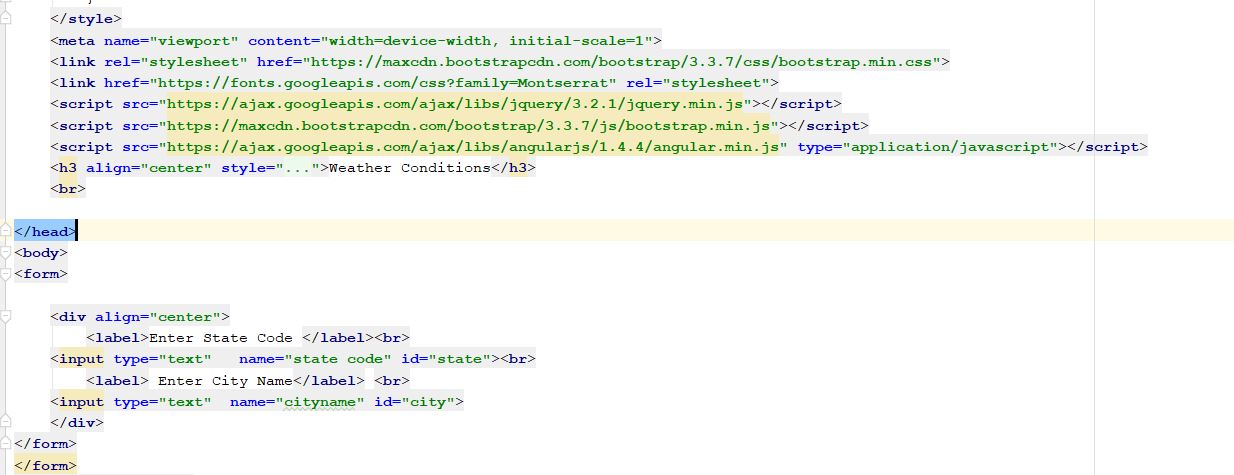 </style>
<meta name="viewport" content="width=device-width, initial-scale=1">
<link rel="stylesheet" href="https://maxcdn.bootstrapcdn.com/bootstrap/3.3.7/css/bootstrap.min.css">
<link href="https://fonts.googleapis.com/css?family=Montserrat" rel="stylesheet">
<script src="https://ajax.googleapis.com/ajax/libs/jquery/3.2.1/jquery.min.js"></script>
<script src="https://maxcdn.bootstrapcdn.com/bootstrap/3.3.7/js/bootstrap.min.js"></script>
<script src="https://ajax.googleapis.com/ajax/libs/angularjs/1.4.4/angular.min.js" type="application/javascript"></script>
<h3 align="center" style="...">Weather Conditions</h3>
<br>
</head>
<body>
<form>
<div align="center">
<label>Enter State Code </label><br>
<input type="text"   name="state code" id="state"><br>
<label> Enter City Name</label> <br>
<input type="text"  name="cityname" id="city">
</div>
</form>
</form>